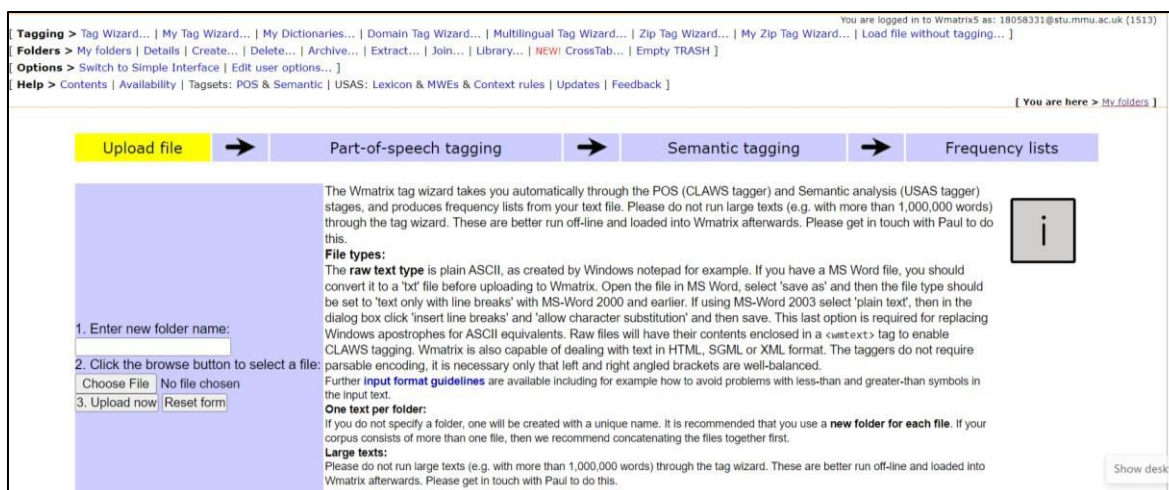 You are logged in to Wmatrix5 as: 18058331@stu.mmu.ac.uk (1513)
[ Tagging > Tag Wizard... | My Tag Wizard... | My Dictionaries... | Domain Tag Wizard... | Multilingual Tag Wizard... | Zip Tag Wizard... | My Zip Tag Wizard... | Load file without tagging... ]
[ Folders > My folders | Details | Create... | Delete... | Archive... | Extract... | Join... | Library... | NEW! CrossTab... | Empty TRASH ]
[ Options > Switch to Simple Interface | Edit user options... ]
[ Help > Contents | Availability | Tagsets: POS & Semantic | USAS: Lexicon & MWEs & Context rules | Updates | Feedback ]
[ You are here > My folders ]
Upload file → Part-of-speech tagging → Semantic tagging → Frequency lists
1. Enter new folder name:
2. Click the browse button to select a file:
Choose File No file chosen
3. Upload now Reset form
The Wmatrix tag wizard takes you automatically through the POS (CLAWS tagger) and Semantic analysis (USAS tagger)
stages, and produces frequency lists from your text file. Please do not run large texts (e.g. with more than 1,000,000 words)
through the tag wizard. These are better run off-line and loaded into Wmatrix afterwards. Please get in touch with Paul to do
this.
File types:
The raw text type is plain ASCII, as created by Windows notepad for example. If you have a MS Word file, you should
convert it to a 'txt' file before uploading to Wmatrix. Open the file in MS Word, select 'save as' and then the file type should
be set to 'text only with line breaks' with MS-Word 2000 and earlier. If using MS-Word 2003 select 'plain text', then in the
dialog box click 'insert line breaks' and 'allow character substitution' and then save. This last option is required for replacing
Windows apostrophes for ASCII equivalents. Raw files will have their contents enclosed in a <wmtext> tag to enable
CLAWS tagging. Wmatrix is also capable of dealing with text in HTML, SGML or XML format. The taggers do not require
parsable encoding, it is necessary only that left and right angled brackets are well-balanced.
Further input format guidelines are available including for example how to avoid problems with less-than and greater-than symbols in
the input text.
One text per folder:
If you do not specify a folder, one will be created with a unique name. It is recommended that you use a new folder for each file. If your
corpus consists of more than one file, then we recommend concatenating the files together first.
Large texts:
Please do not run large texts (e.g. with more than 1,000,000 words) through the tag wizard. These are better run off-line and loaded into
Wmatrix afterwards. Please get in touch with Paul to do this.
i
Show desk